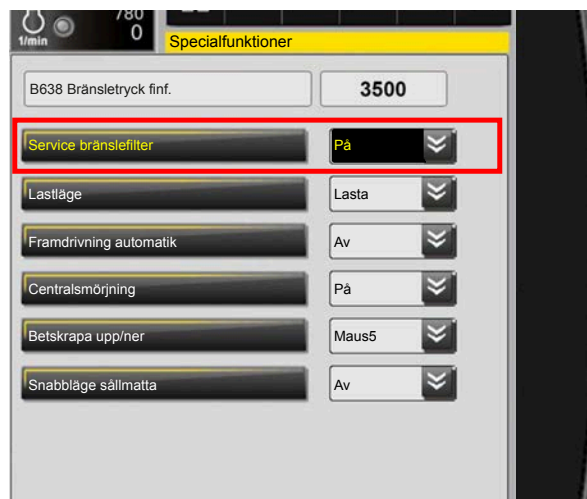 780
1/min 0
Specialfunktioner
B638 Bränsletryck finf. 3500
Service bränslefilter På
Lastläge Lasta
Framdrivning automatik Av
Centralsmörjning På
Betskrapa upp/ner Maus5
Snabbläge sållmatta Av